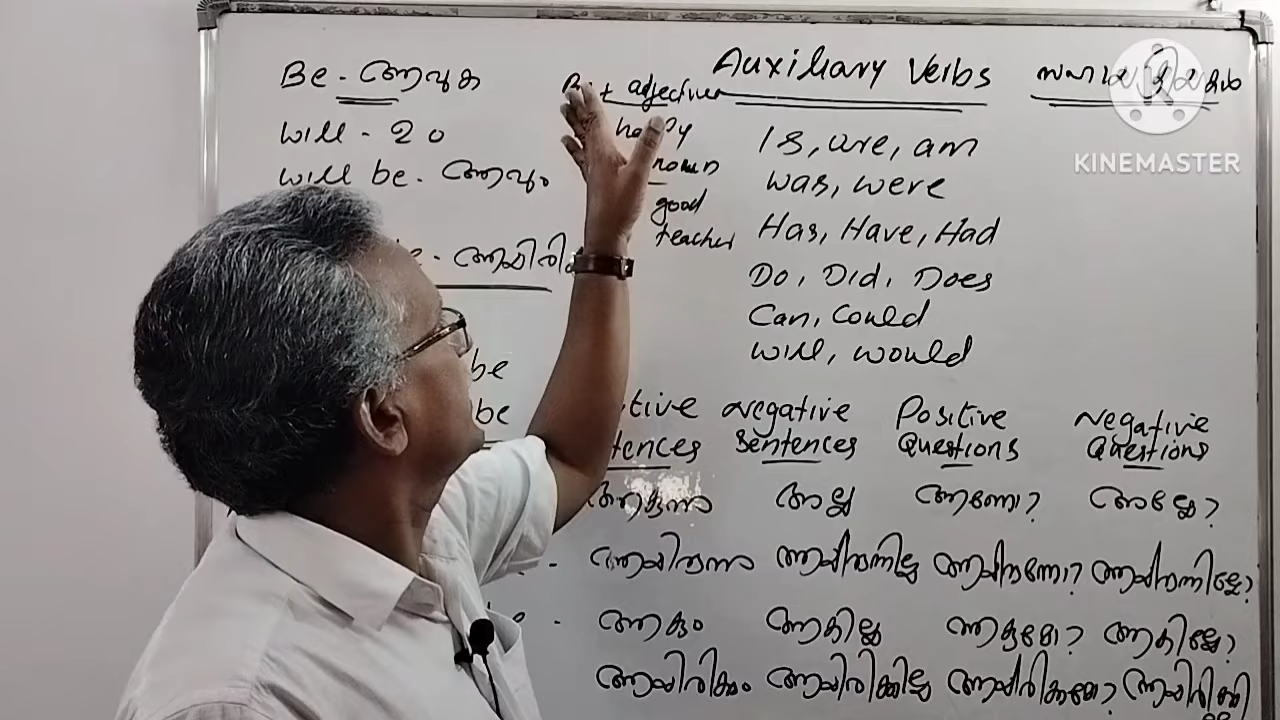 Auxiliary Verbs
Be - ആവുക
will - ഉം
will be - ആവും
be
be
+ adjective
happy
noun
good
teacher
Is, are, am
was, were
Has, Have, Had
Do, Did, Does
Can, Could
will, would
Negative Positive Negative
Sentences Questions Questions
ആകുന്നു അല്ല ആണോ? അല്ലേ?
ആയിരുന്നു ആയിരുന്നില്ല ആയിരുന്നോ? ആയിരുന്നില്ലേ?
ആകും ആകില്ല ആകുമോ? ആകില്ലേ?
ആയിരിക്കും ആയിരിക്കില്ല ആയിരിക്കുമോ?
KINEMASTER